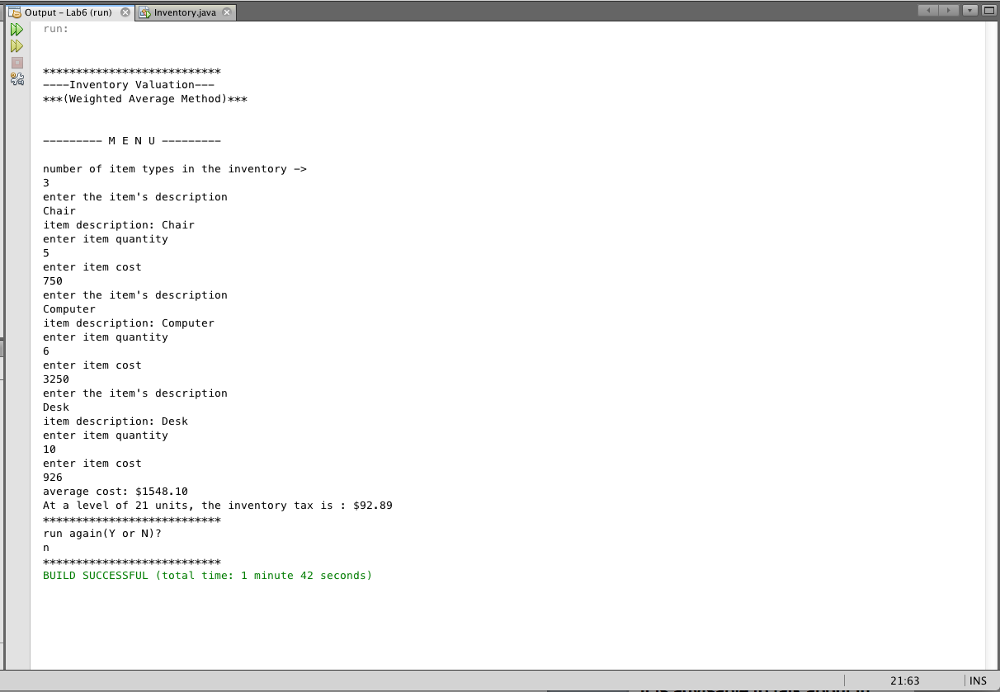 Output - Lab6 (run) Inventory.java
run:
***************************
----Inventory Valuation---
***(Weighted Average Method)***
--------- M E N U ---------
number of item types in the inventory ->
3
enter the item's description
Chair
item description: Chair
enter item quantity
5
enter item cost
750
enter the item's description
Computer
item description: Computer
enter item quantity
6
enter item cost
3250
enter the item's description
Desk
item description: Desk
enter item quantity
10
enter item cost
926
average cost: $1548.10
At a level of 21 units, the inventory tax is : $92.89
***************************
run again(Y or N)?
n
***************************
BUILD SUCCESSFUL (total time: 1 minute 42 seconds)
21:63 INS